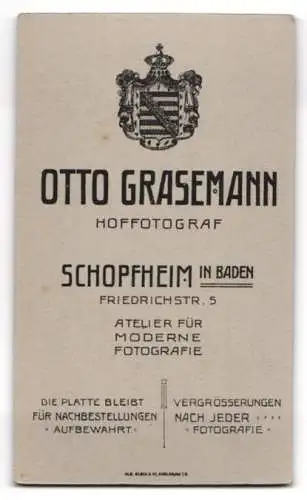 OTTO GRASEMANN
HOFFOTOGRAF
SCHOPFHEIM IN BADEN
FRIEDRICHSTR. 5
ATELIER FÜR
MODERNE
FOTOGRAFIE
DIE PLATTE BLEIBT
FÜR NACHBESTELLUNGEN
AUFBEWAHRT
VERGRÖSSERUNGEN
NACH JEDER
FOTOGRAFIE